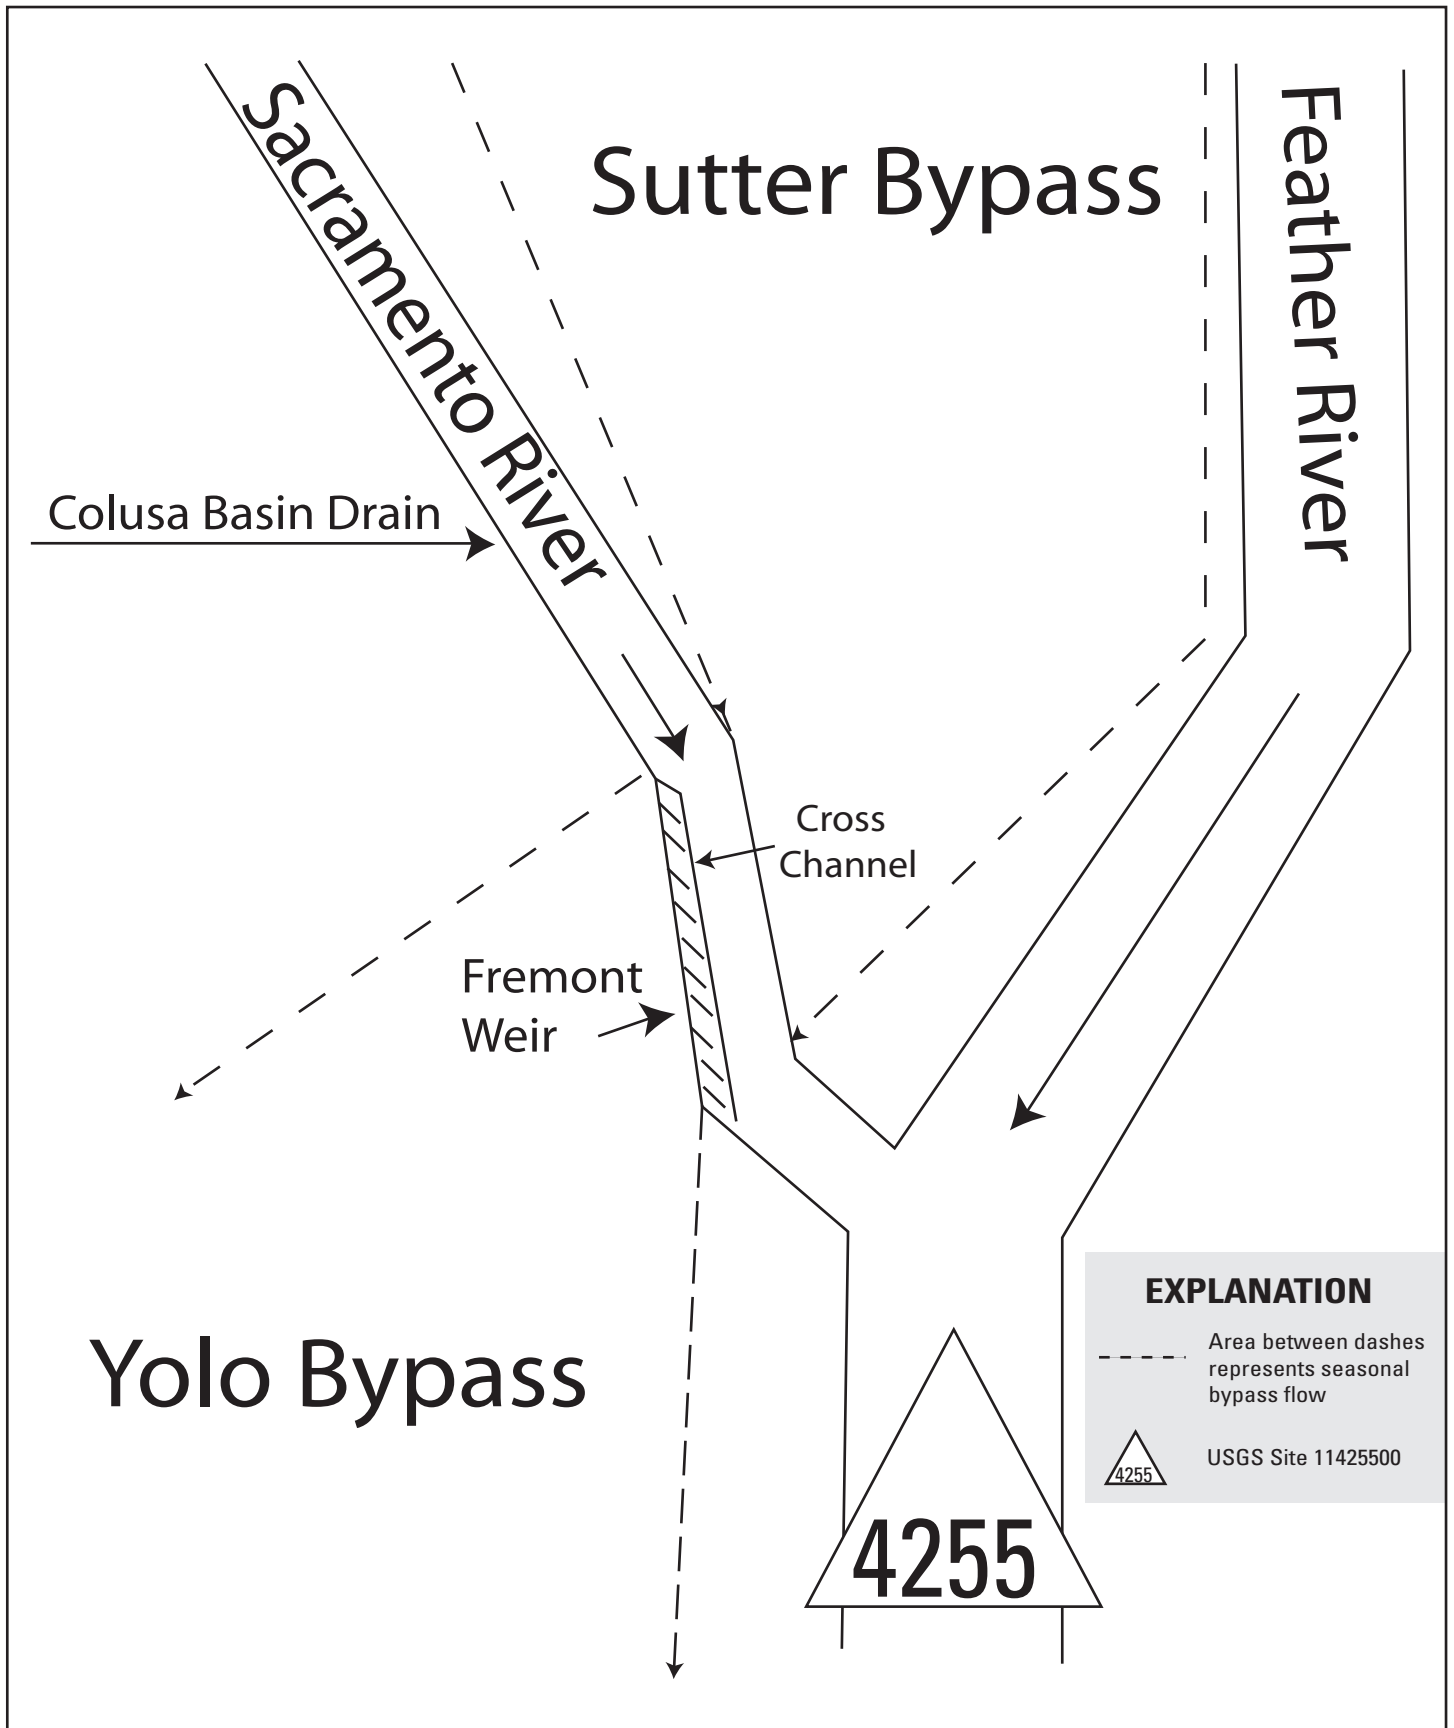 Sacramento River
Sutter Bypass
Feather River
Colusa Basin Drain
Cross
Channel
Fremont
Weir
Yolo Bypass
EXPLANATION
Area between dashes
represents seasonal
bypass flow
4255
USGS Site 11425500
4255